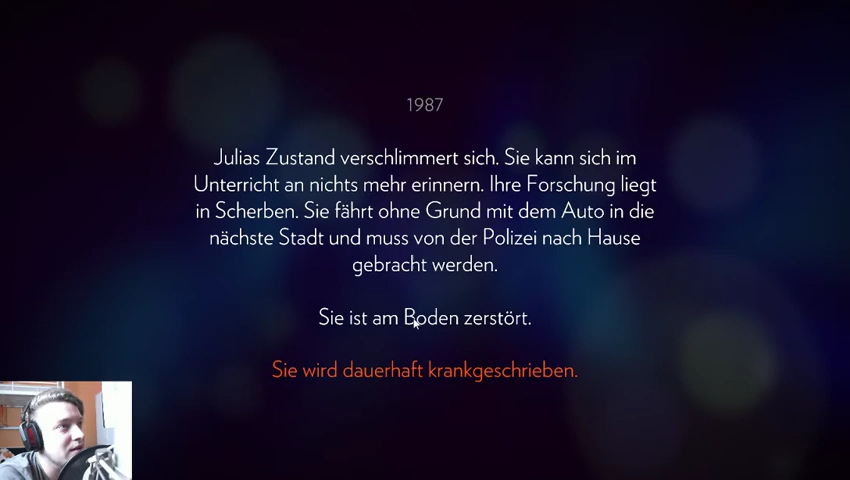 1987
Julias Zustand verschlimmert sich. Sie kann sich im
Unterricht an nichts mehr erinnern. Ihre Forschung liegt
in Scherben. Sie fährt ohne Grund mit dem Auto in die
nächste Stadt und muss von der Polizei nach Hause
gebracht werden.
Sie ist am Boden zerstört.
Sie wird dauerhaft krankgeschrieben.